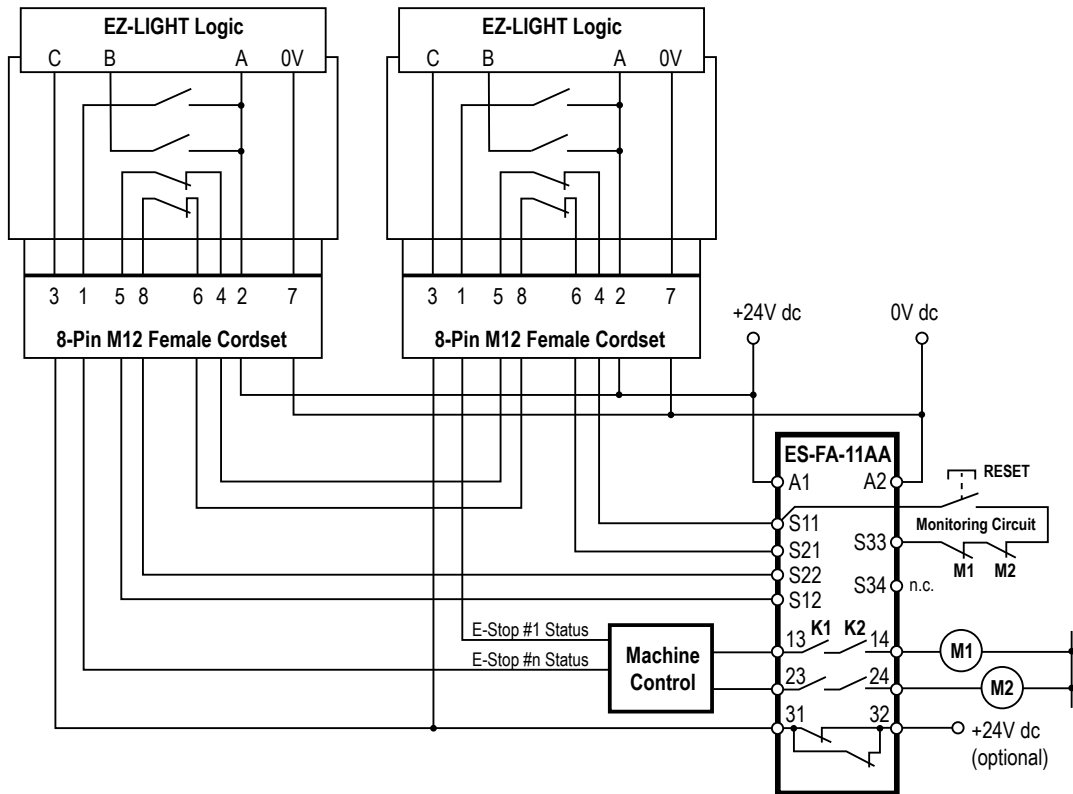 EZ-LIGHT Logic
C B A 0V
3 1 5 8 6 4 2 7
8-Pin M12 Female Cordset
EZ-LIGHT Logic
C B A 0V
3 1 5 8 6 4 2 7
8-Pin M12 Female Cordset
+24V dc
0V dc
ES-FA-11AA
A1 A2
S11
S21
S22
S12
S33
S34 n.c.
RESET
Monitoring Circuit
M1 M2
E-Stop #1 Status
E-Stop #n Status
Machine
Control
13 K1 K2 14
23 24
31 32
M1
M2
+24V dc
(optional)